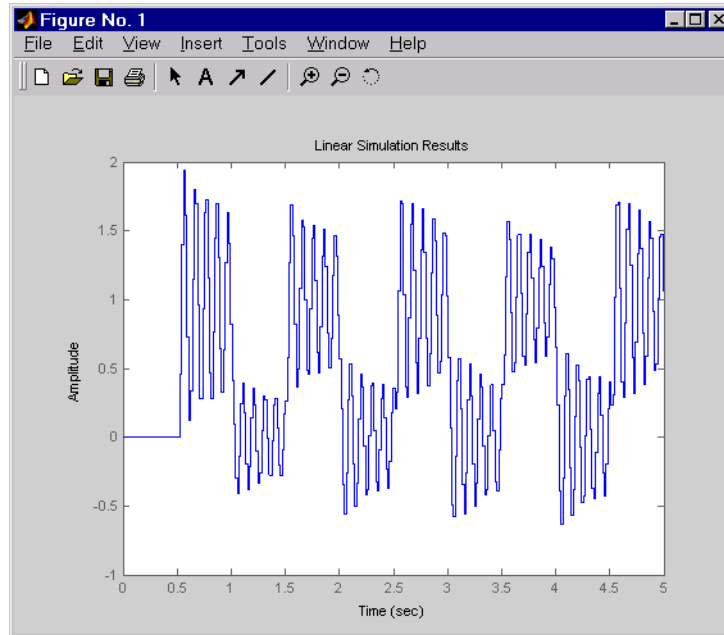 Figure No. 1
File Edit View Insert Tools Window Help
A
Linear Simulation Results
2
1.5
1
0.5
0
-0.5
-1
Amplitude
0 0.5 1 1.5 2 2.5 3 3.5 4 4.5 5
Time (sec)